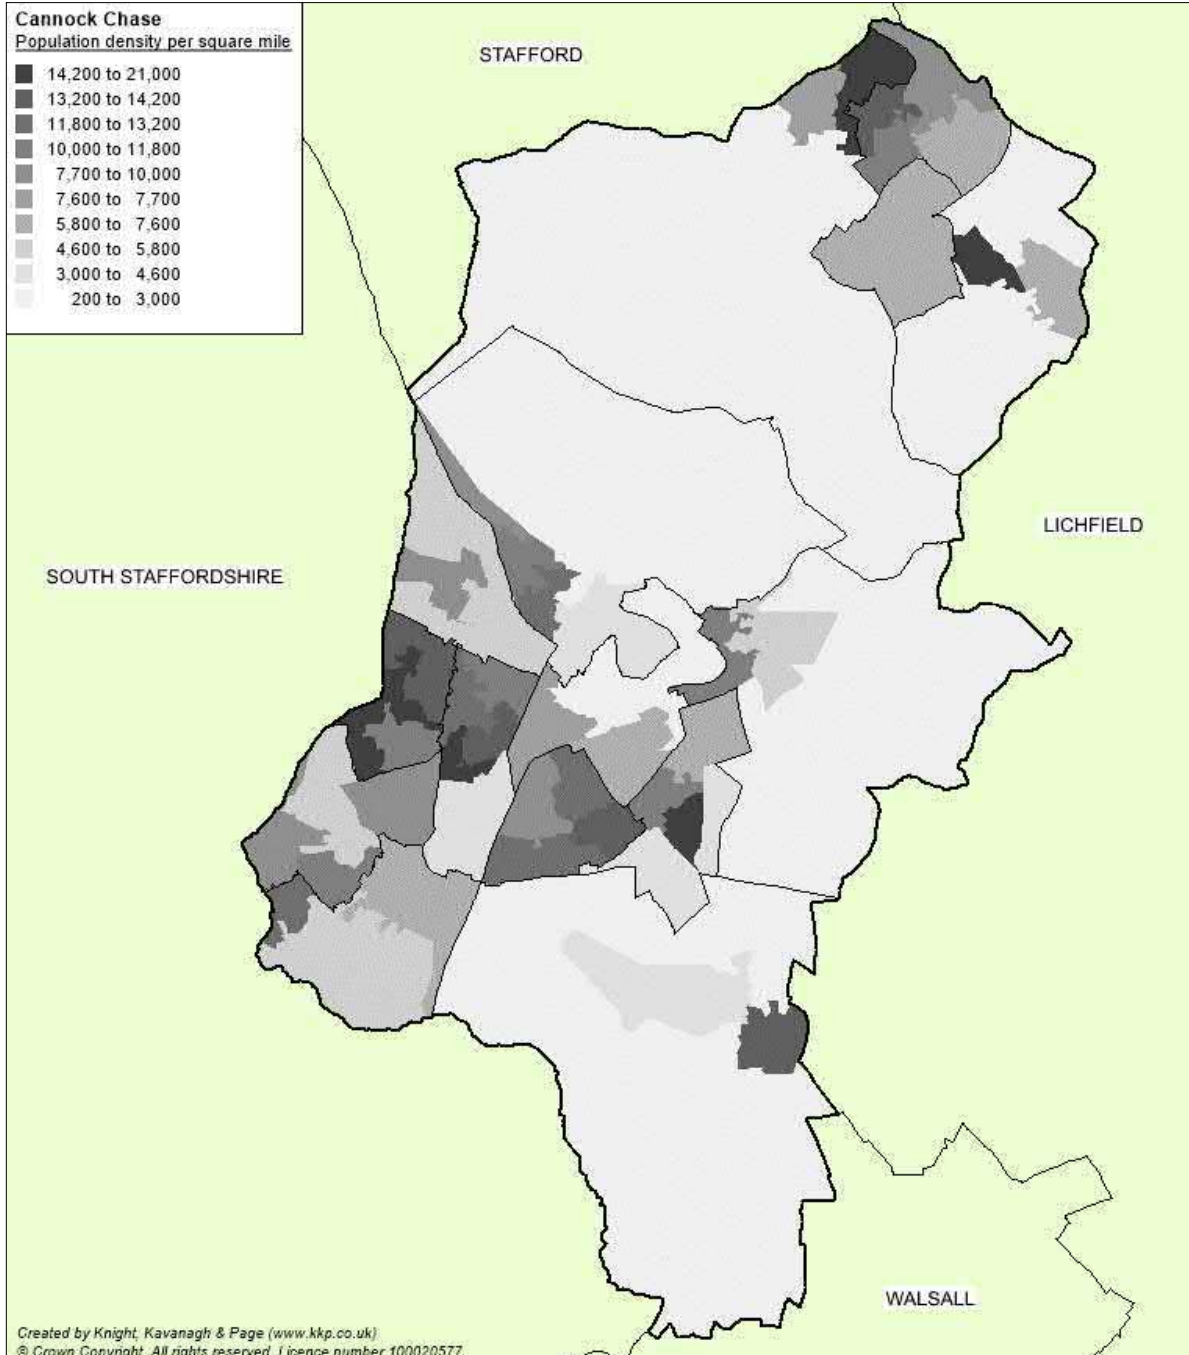 Cannock Chase
Population density per square mile
14,200 to 21,000
13,200 to 14,200
11,800 to 13,200
10,000 to 11,800
7,700 to 10,000
7,600 to 7,700
5,800 to 7,600
4,600 to 5,800
3,000 to 4,600
200 to 3,000
STAFFORD
LICHFIELD
SOUTH STAFFORDSHIRE
WALSALL
Created by Knight, Kavanagh & Page (www.kkp.co.uk)
© Crown Copyright. All rights reserved. Licence number 100020577.